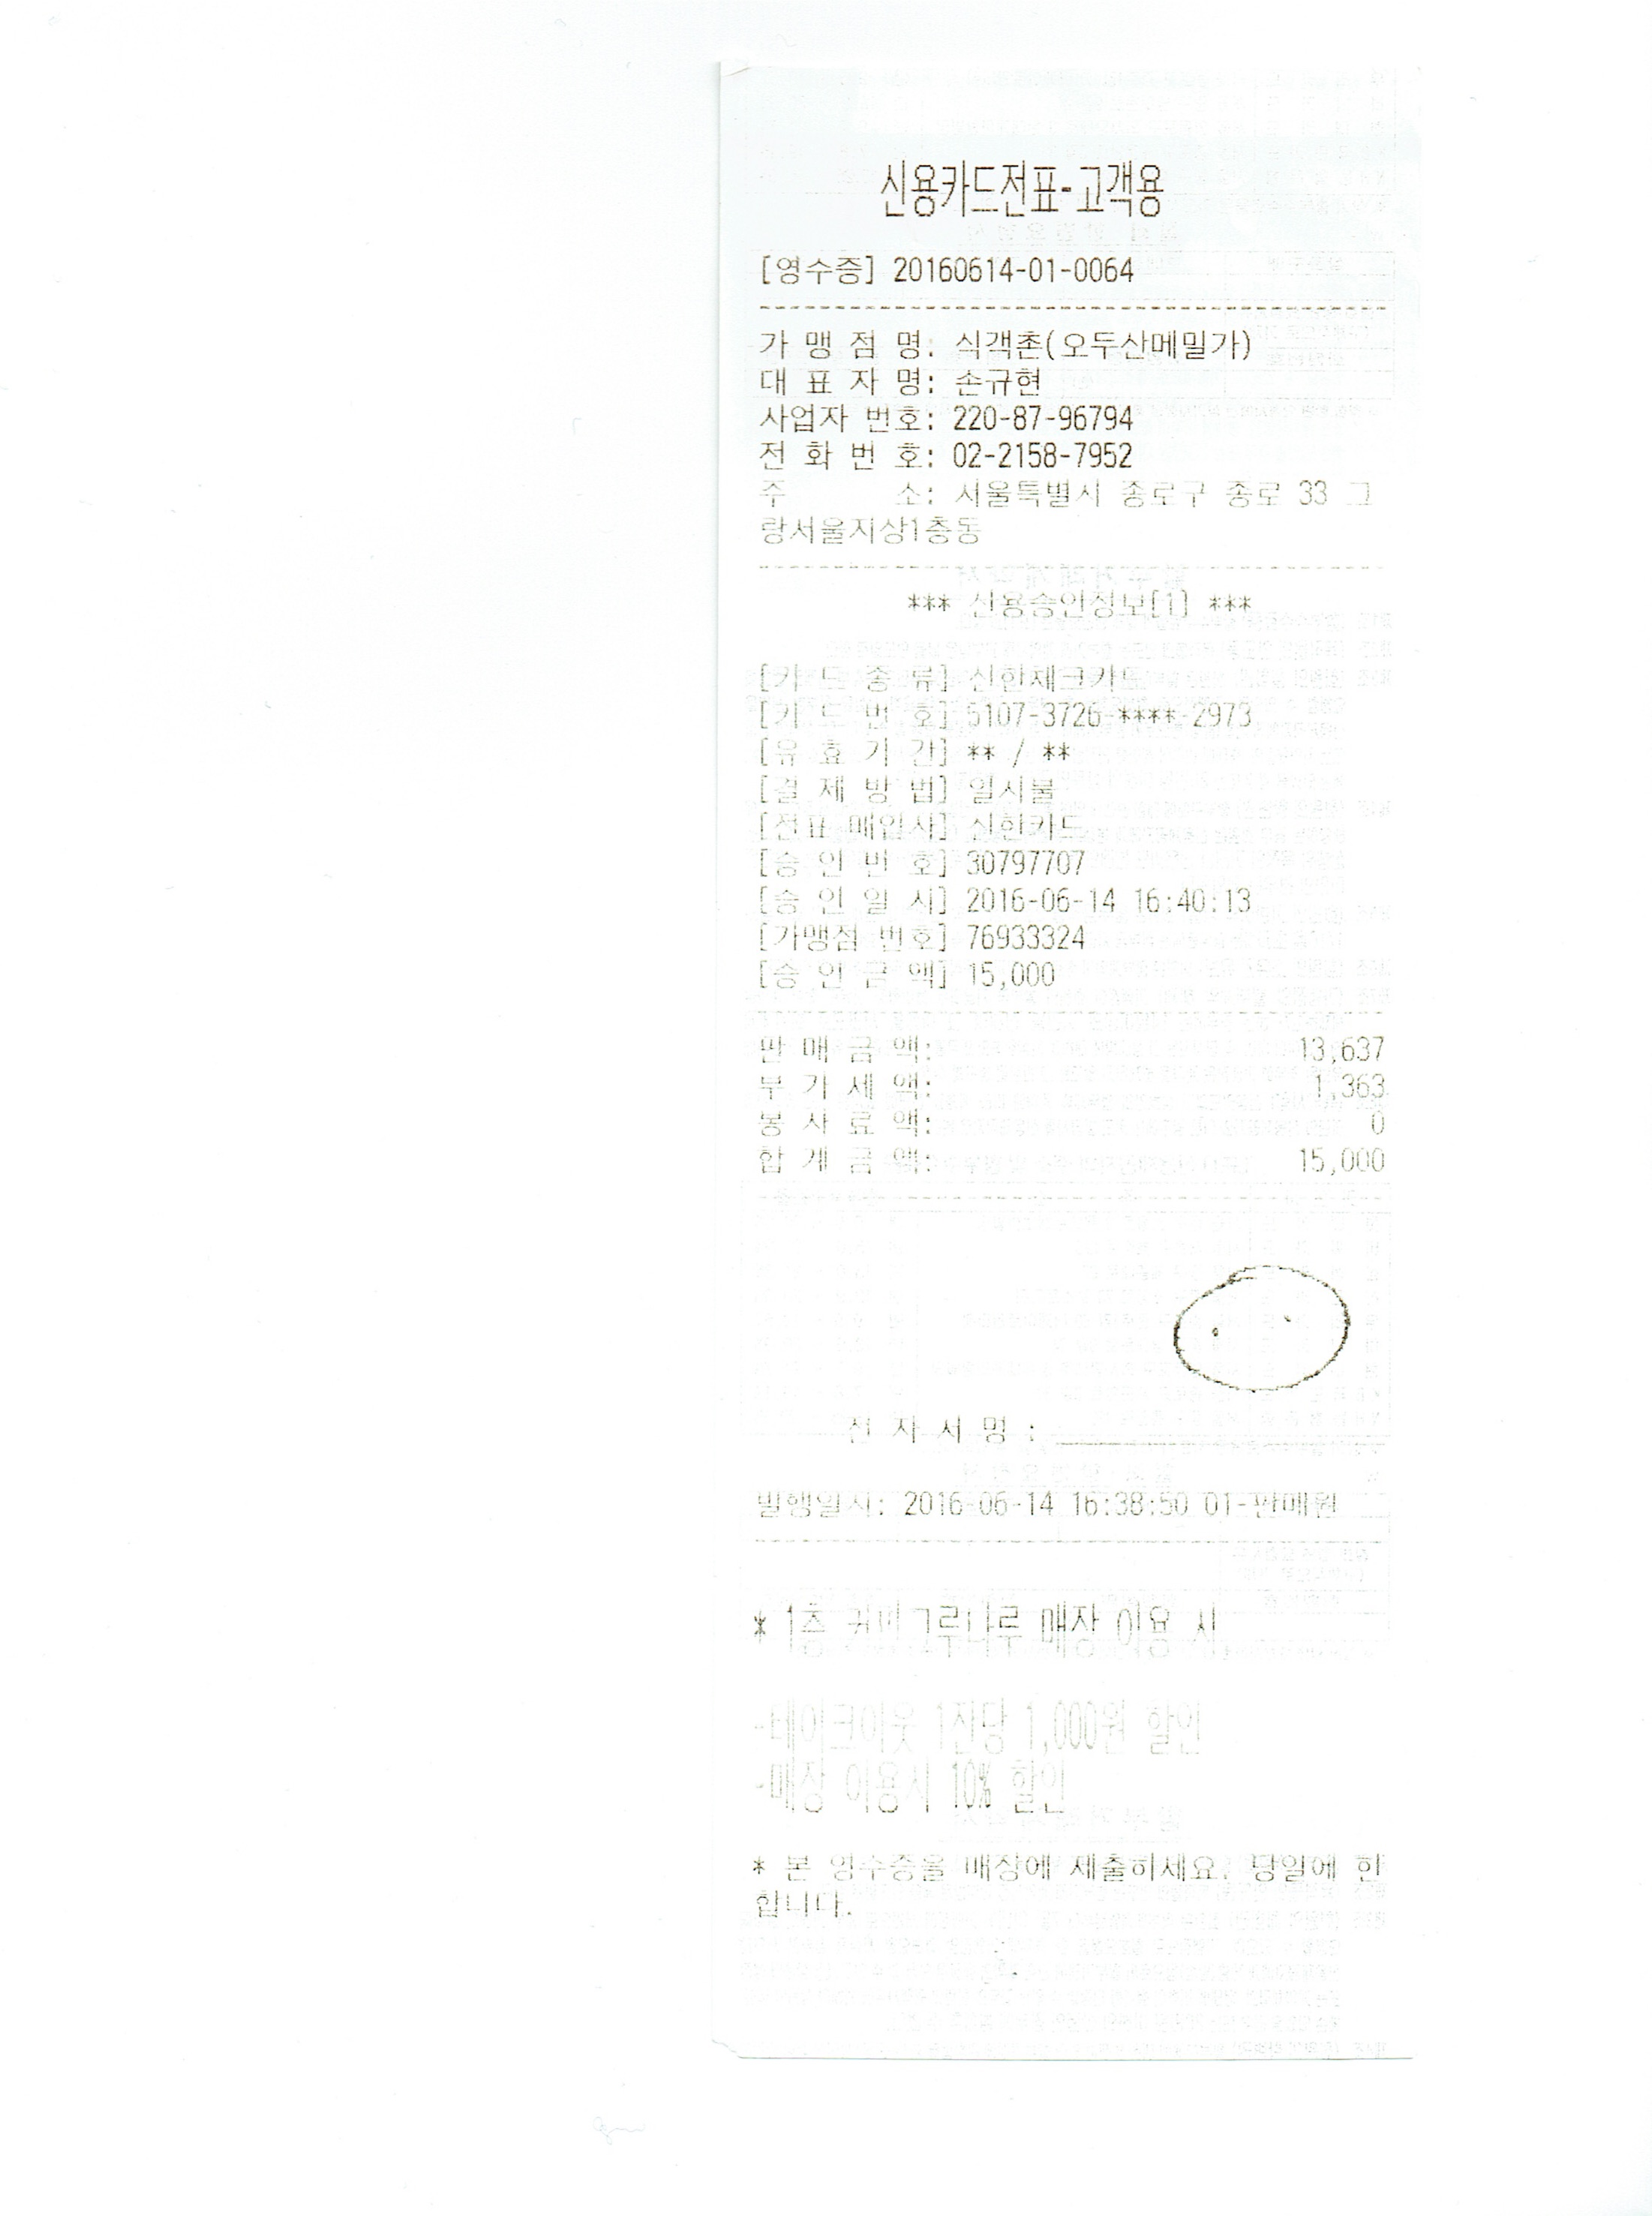 신용카드전표-고객용
[영수증] 20160614-01-0064
가 맹 점 명: 식객촌(오두산메밀가)
대 표 자 명: 손규현
사업자 번호: 220-87-96794
전 화 번 호: 02-2158-7952
주 소: 서울특별시 종로구 종로 33 그
랑서울지상1층동
*** 신용승인정보[1] ***
[카 드 종 류] 신한체크카드
[카 드 번 호] 5107-3726-****-2973
[유 효 기 간] ** / **
[결 제 방 법] 일시불
[전표 매입사] 신한카드
[승 인 번 호] 30797707
[승 인 일 시] 2016-06-14 16:40:13
[가맹점 번호] 76933324
[승 인 금 액] 15,000
판 매 금 액: 13,637
부 가 세 액: 1,363
봉 사 료 액: 0
합 계 금 액: 15,000
전 자 서 명 :
발행일시: 2016-06-14 16:38:50 01-판매원
* 1층 커피그루나루 매장 이용 시
-테이크아웃 1잔당 1,000원 할인
-매장 이용시 10% 할인
* 본 영수증을 매장에 제출하세요. 당일에 한
합니다.